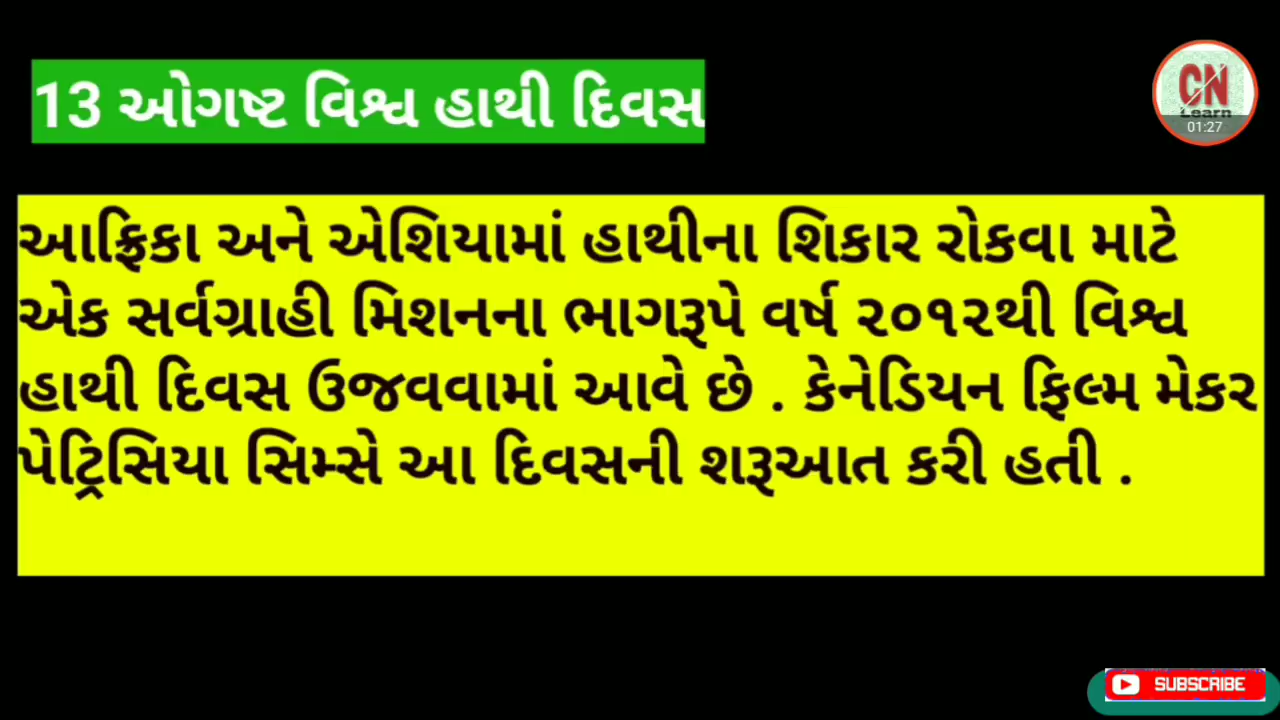 13 ઓગષ્ટ વિશ્વ હાથી દિવસ
CN
Learn
01:27
આફ્રિકા અને એશિયામાં હાથીના શિકાર રોકવા માટે
એક સર્વગ્રાહી મિશનના ભાગરૂપે વર્ષ ૨૦૧૨થી વિશ્વ
હાથી દિવસ ઉજવવામાં આવે છે . કેનેડિયન ફિલ્મ મેકર
પેટ્રિસિયા સિમ્સે આ દિવસની શરૂઆત કરી હતી .
SUBSCRIBE